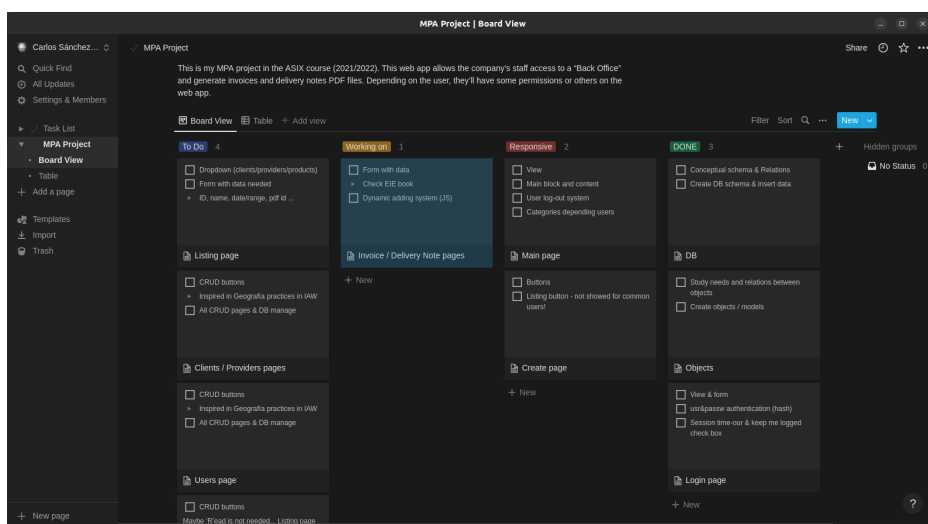 MPA Project | Board View
Carlos Sánchez...
MPA Project
Share
Quick Find
All Updates
Settings & Members
Task List
MPA Project
Board View
Table
Add a page
Templates
Import
Trash
New page
This is my MPA project in the ASIX course (2021/2022). This web app allows the company's staff access to a "Back Office"
and generate invoices and delivery notes PDF files. Depending on the user, they'll have some permissions or others on the
web app.
Board View Table + Add view
Filter Sort ... New
To Do 4
Dropdown (clients/providers/products)
Form with data needed
ID, name, date/range, pdf id ...
Listing page
CRUD buttons
Inspired in Geografia practices in IAW
All CRUD pages & DB manage
Clients / Providers pages
CRUD buttons
Inspired in Geografia practices in IAW
All CRUD pages & DB manage
Users page
CRUD buttons
Maybe 'R'ead is not needed... Listing page
Working on 1
Form with data
Check EIE book
Dynamic adding system (JS)
Invoice / Delivery Note pages
+ New
Responsive 2
View
Main block and content
User log-out system
Categories depending users
Main page
Buttons
Listing button - not showed for common
users!
Create page
+ New
DONE 3
Conceptual schema & Relations
Create DB schema & insert data
DB
Study needs and relations between
objects
Create objects / models
Objects
View & form
usr&passw authentication (hash)
Session time-our & keep me logged
check box
Login page
+ New
+ Hidden groups
No Status 0
?